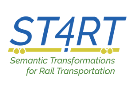 ST4RT
Semantic Transformations
for Rail Transportation